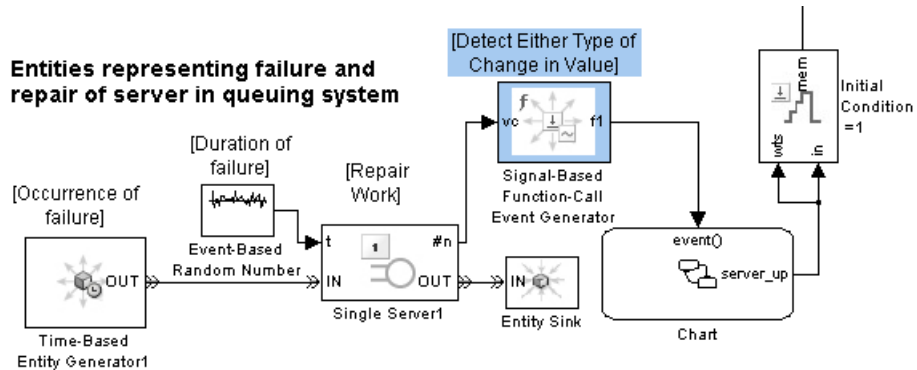 Entities representing failure and
repair of server in queuing system
[Detect Either Type of
Change in Value]
vc
f
f1
Signal-Based
Function-Call
Event Generator
mem
wts
in
Initial
Condition
=1
[Duration of
failure]
Event-Based
Random Number
[Repair
Work]
t
1
#n
IN
OUT
Single Server1
[Occurrence of
failure]
OUT
Time-Based
Entity Generator1
IN
Entity Sink
event()
server_up
Chart